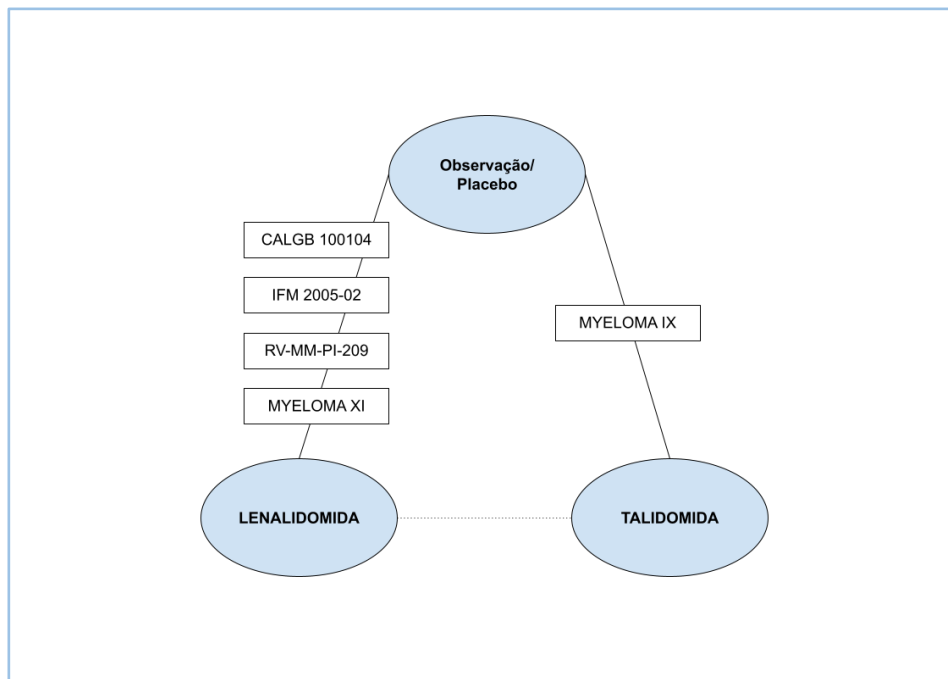 Observação/
Placebo
CALGB 100104
IFM 2005-02
RV-MM-PI-209
MYELOMA XI
MYELOMA IX
LENALIDOMIDA
TALIDOMIDA